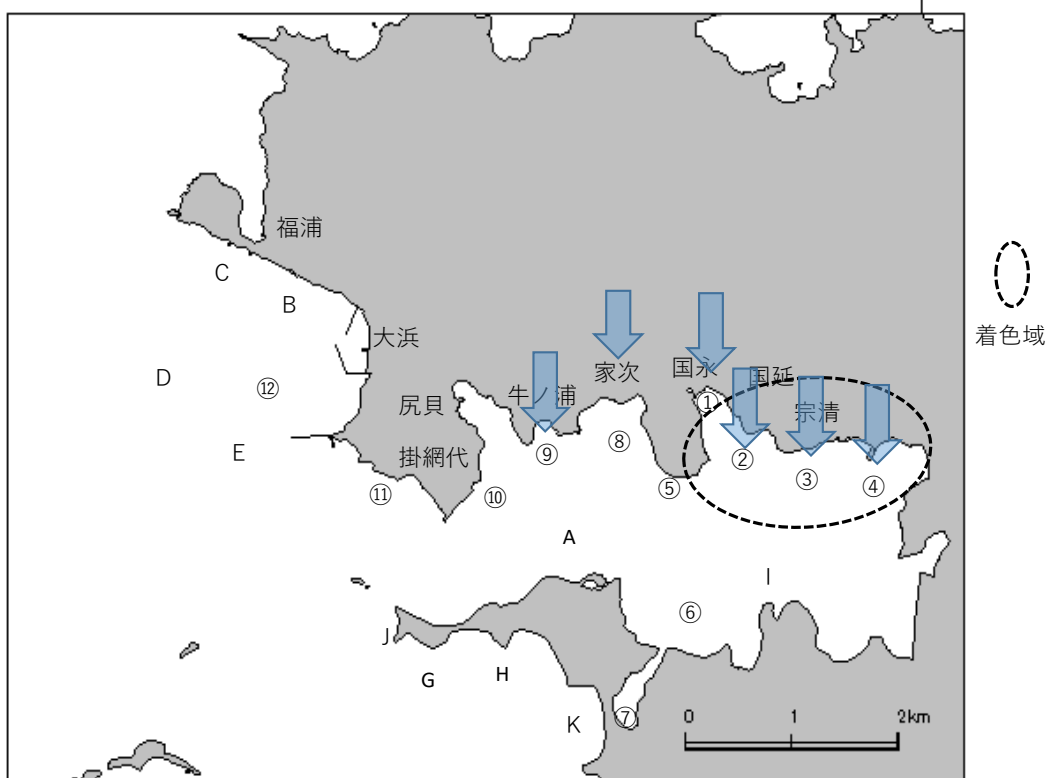 福浦
C
B
大浜
D
⑫
E
尻貝
掛網代
⑪
⑩
牛ノ浦
⑨
家次
⑧
国永
①
国延
宗清
②
③
④
⑤
A
I
⑥
J
G
H
K
⑦
0 1 2km
着色域